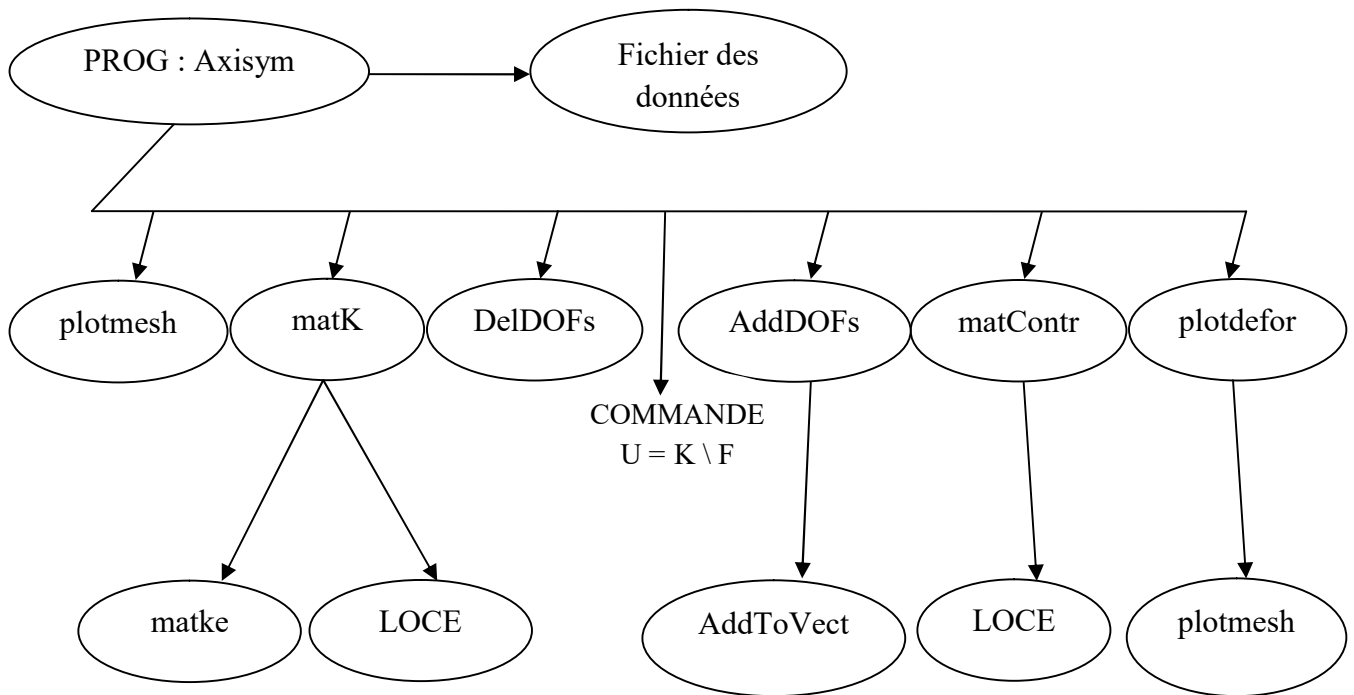 PROG : Axisym
Fichier des
données
plotmesh
matK
DelDOFs
AddDOFs
matContr
plotdefor
COMMANDE
U = K \ F
matke
LOCE
AddToVect
LOCE
plotmesh